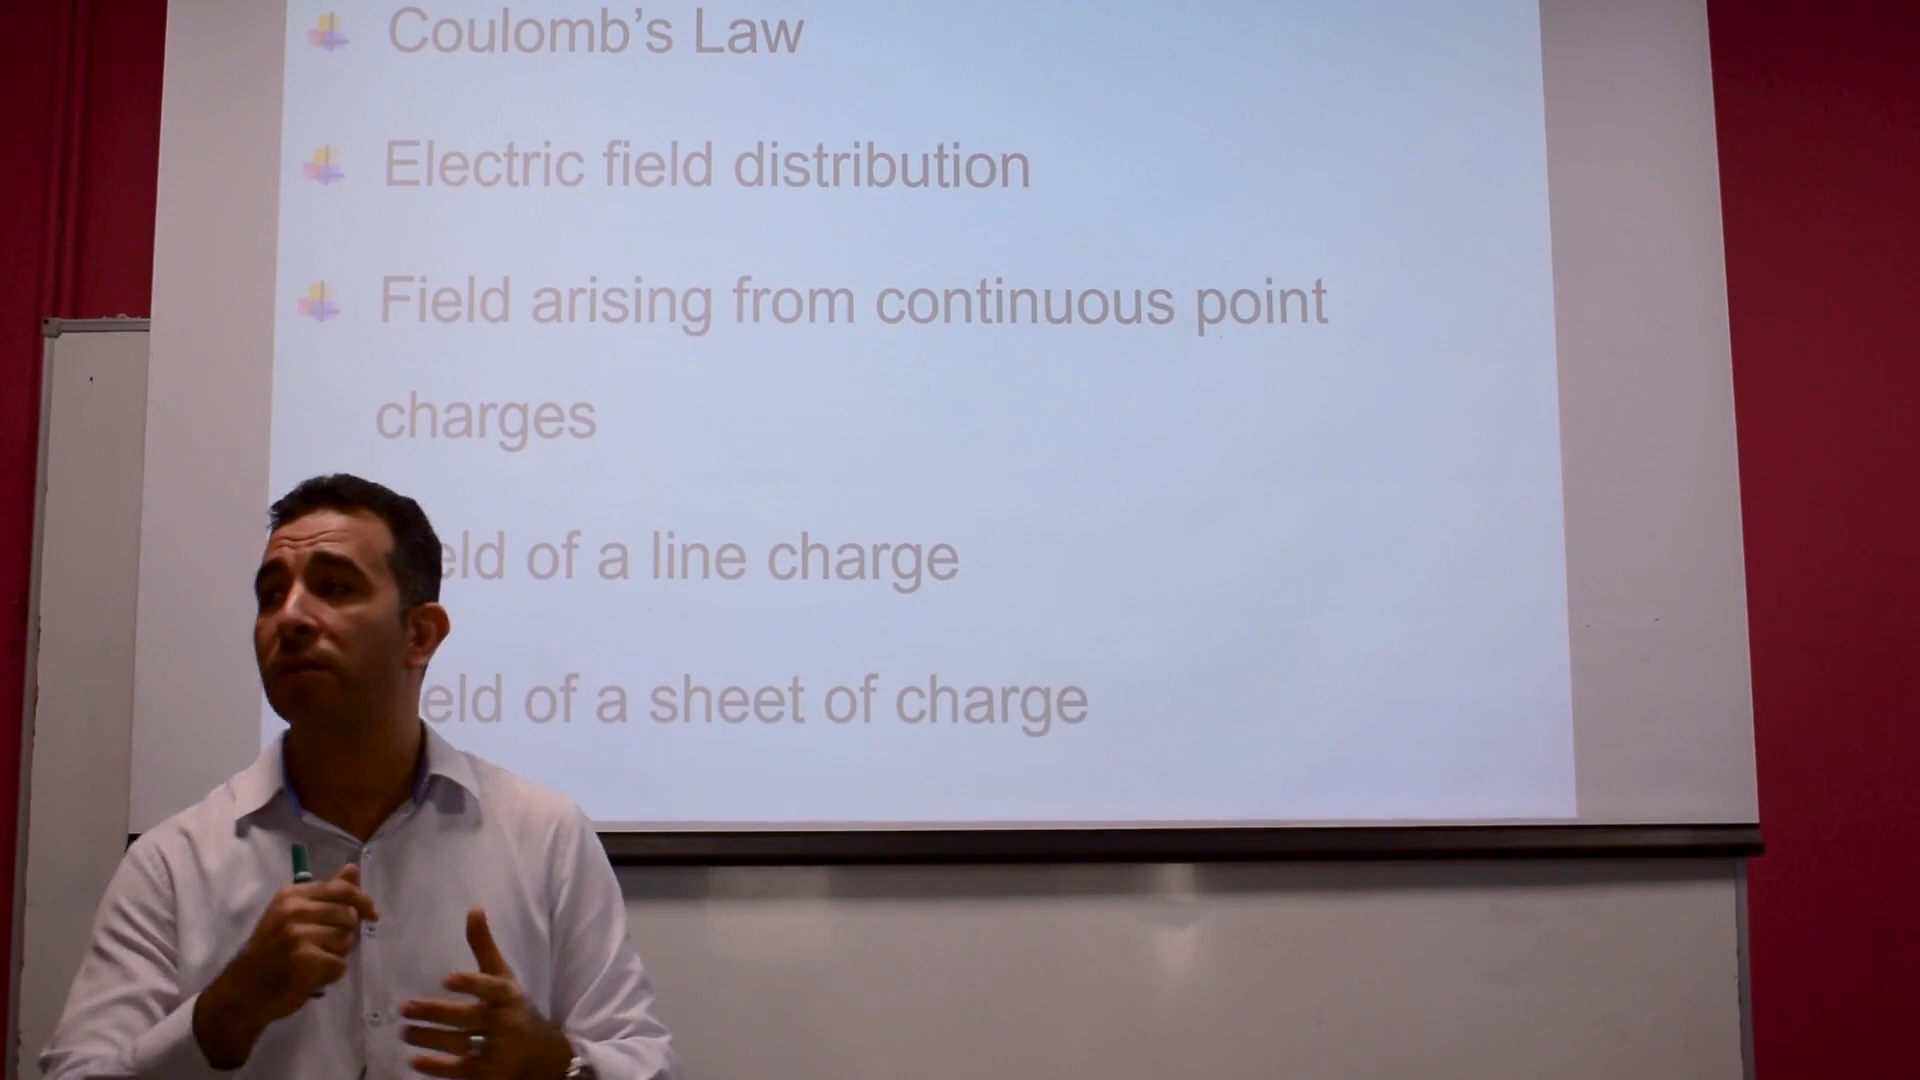 Coulomb's Law
Electric field distribution
Field arising from continuous point
charges
eld of a line charge
eld of a sheet of charge